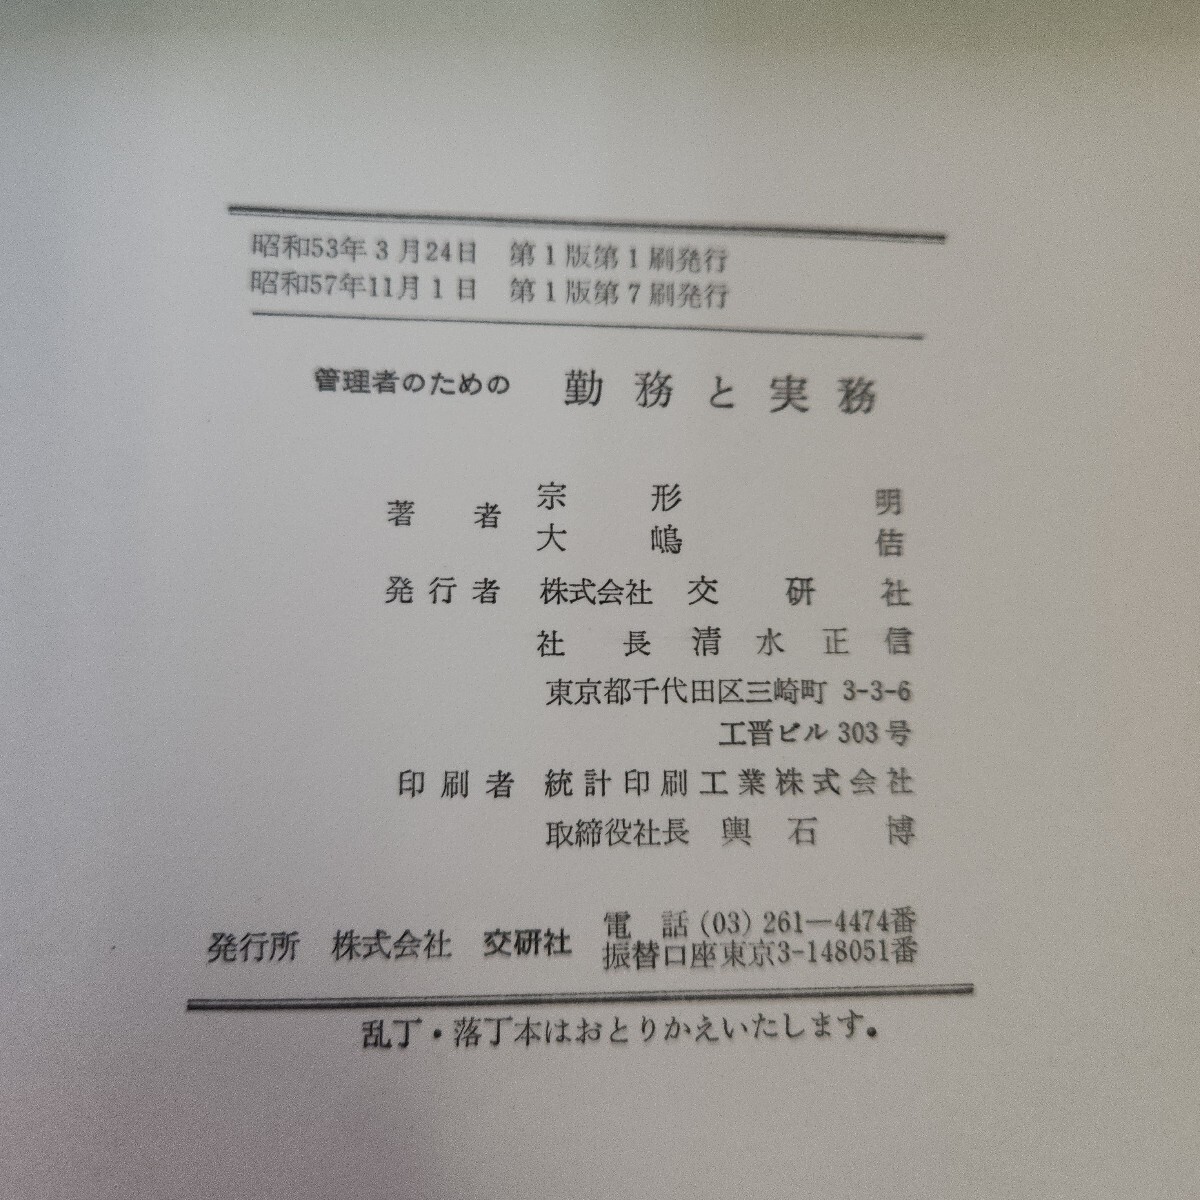 昭和53年3月24日 第1版第1刷発行
昭和57年11月1日 第1版第7刷発行
管理者のための 勤務と実務
著者 宗形 明
大嶋 佶
発行者 株式会社 交研社
社長 清水正信
東京都千代田区三崎町 3-3-6
工晋ビル 303号
印刷者 統計印刷工業株式会社
取締役社長 輿石 博
発行所 株式会社 交研社
電話 (03) 261―4474番
振替口座東京3-148051番
乱丁・落丁本はおとりかえいたします。